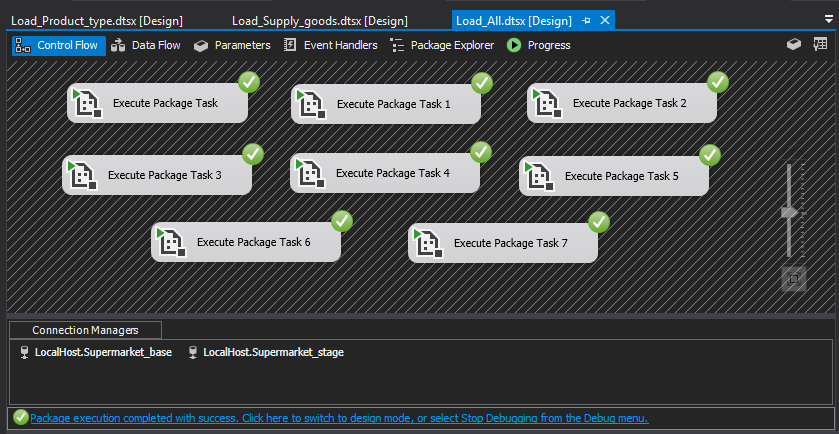 Load_Product_type.dtsx [Design] Load_Supply_goods.dtsx [Design] Load_All.dtsx [Design]
Control Flow Data Flow Parameters Event Handlers Package Explorer Progress
Execute Package Task Execute Package Task 1 Execute Package Task 2
Execute Package Task 3 Execute Package Task 4 Execute Package Task 5
Execute Package Task 6 Execute Package Task 7
Connection Managers
LocalHost.Supermarket_base LocalHost.Supermarket_stage
Package execution completed with success. Click here to switch to design mode, or select Stop Debugging from the Debug menu.